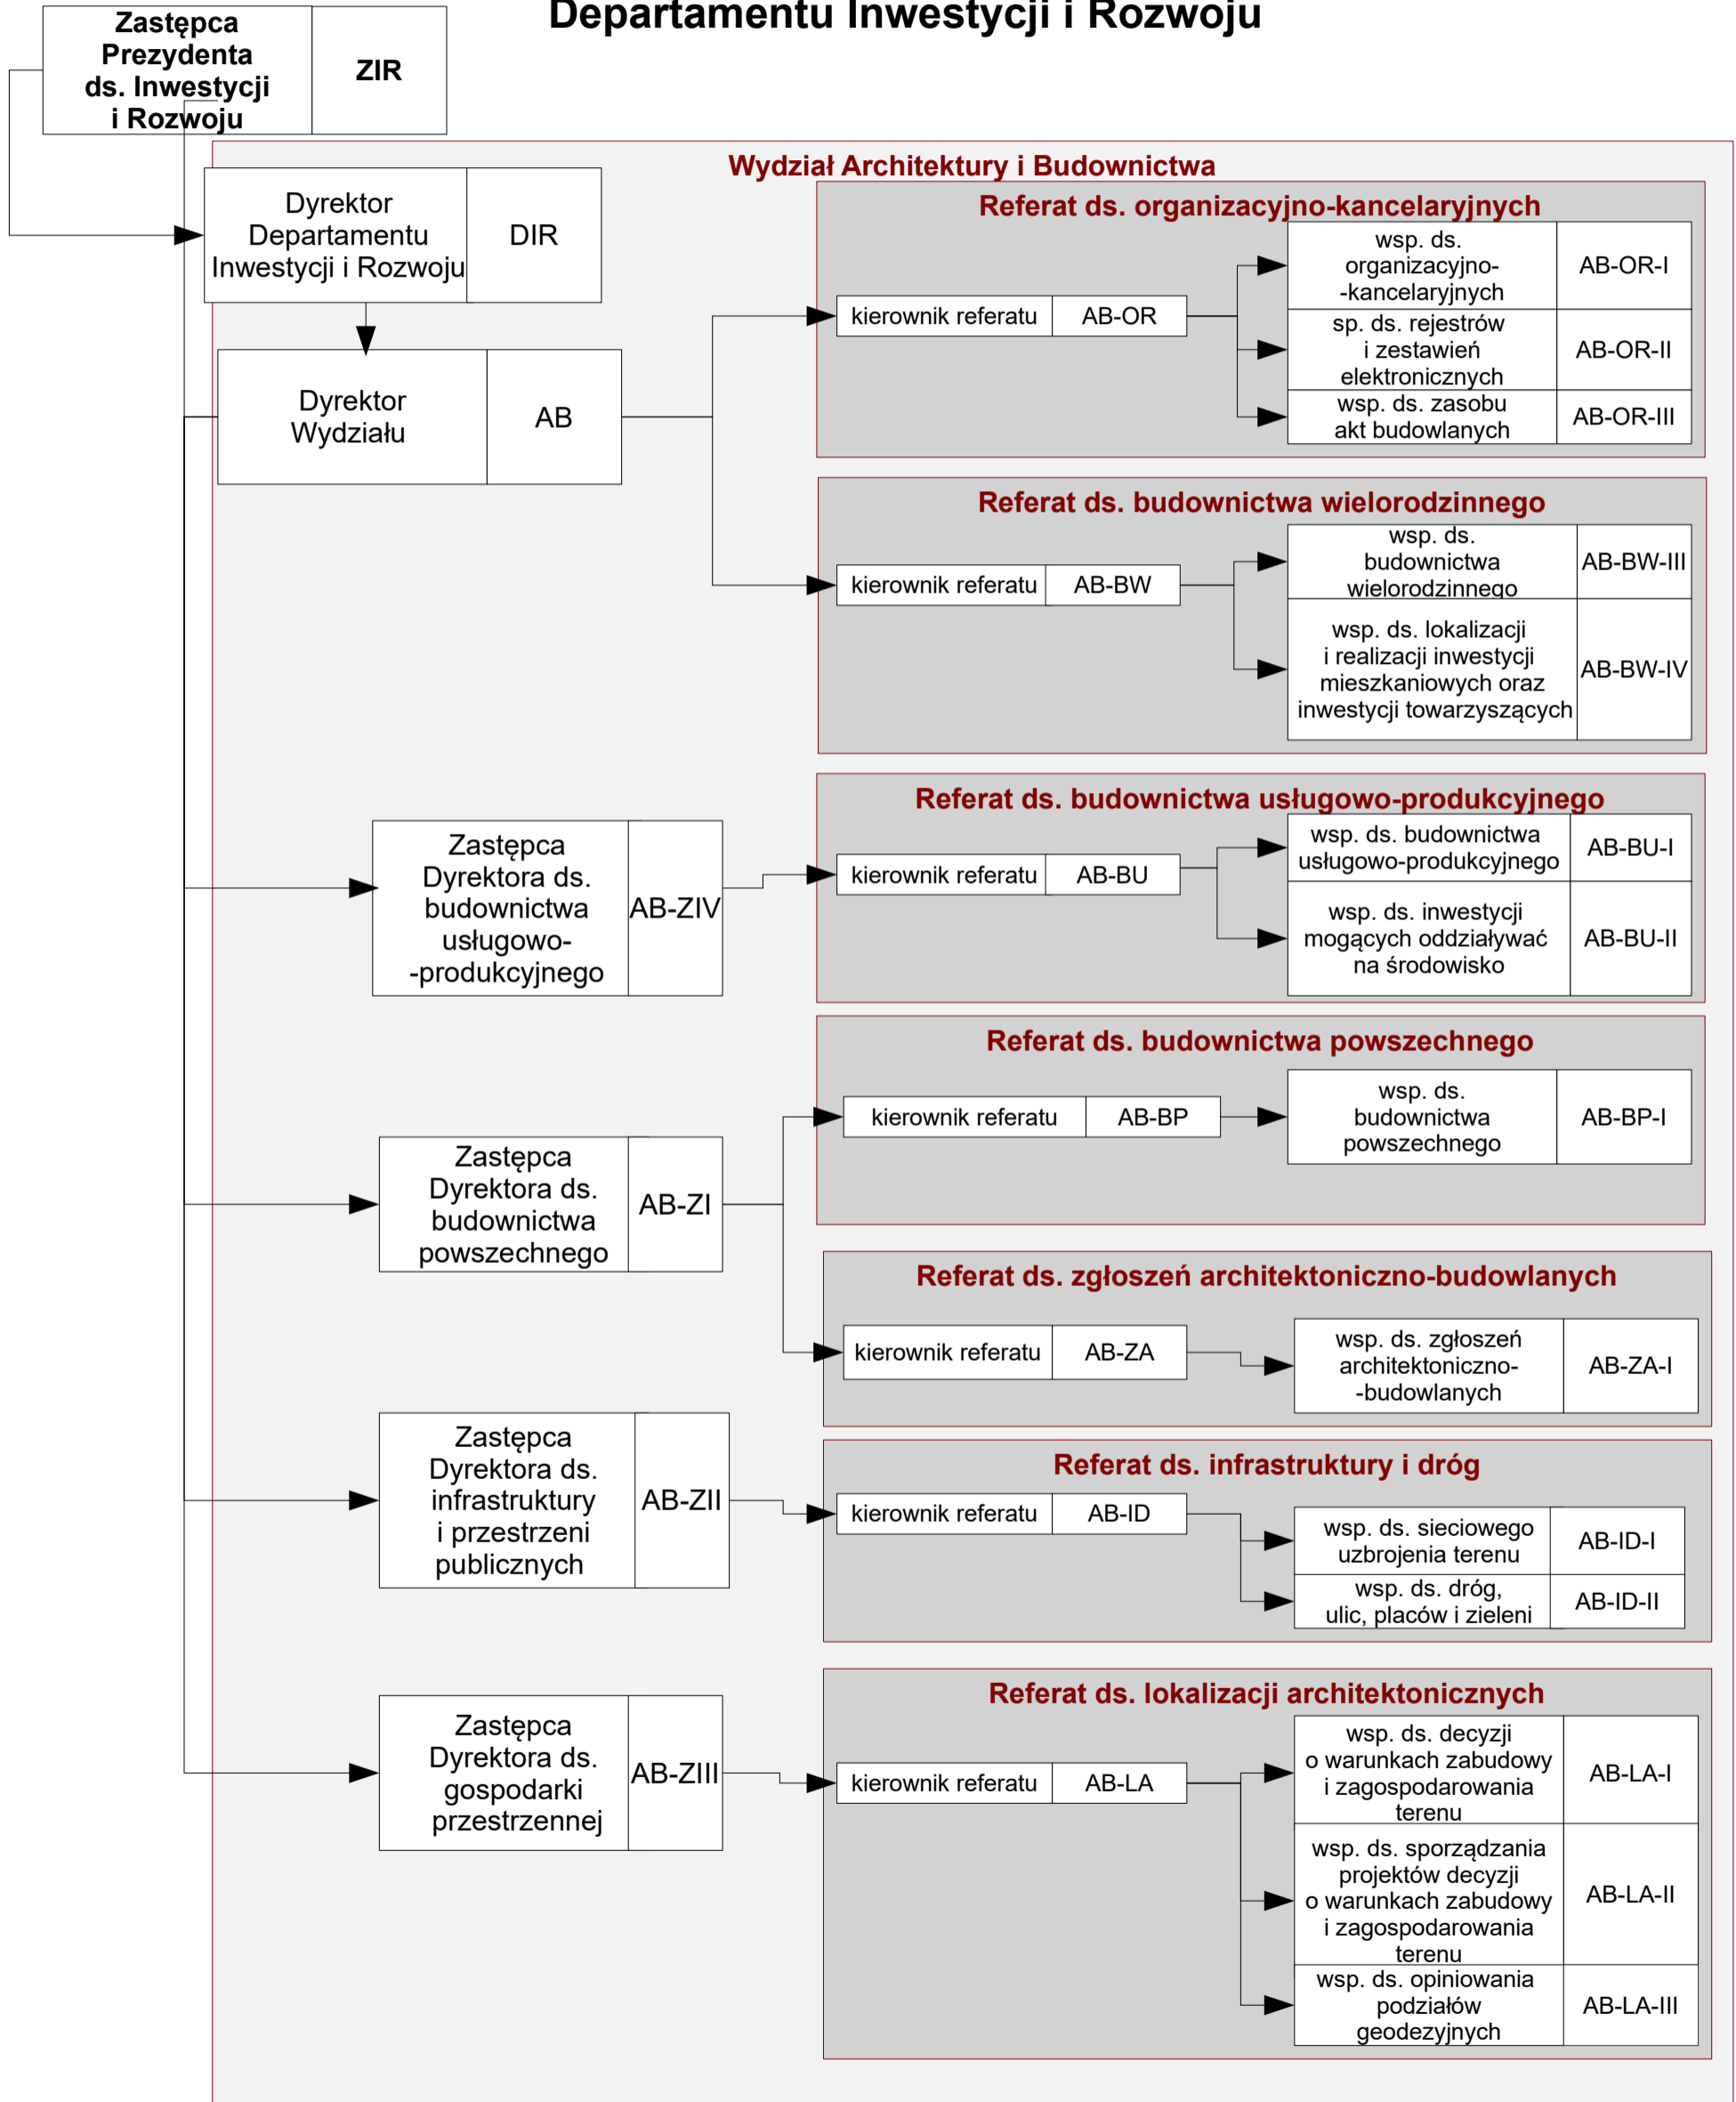 Departamentu Inwestycji i Rozwoju
Zastępca
Prezydenta
ds. Inwestycji
i Rozwoju
ZIR
Wydział Architektury i Budownictwa
Dyrektor
Departamentu
Inwestycji i Rozwoju
DIR
Dyrektor
Wydziału
AB
Referat ds. organizacyjno-kancelaryjnych
kierownik referatu
AB-OR
wsp. ds.
organizacyjno-
-kancelaryjnych
AB-OR-I
sp. ds. rejestrów
i zestawień
elektronicznych
AB-OR-II
wsp. ds. zasobu
akt budowlanych
AB-OR-III
Referat ds. budownictwa wielorodzinnego
kierownik referatu
AB-BW
wsp. ds.
budownictwa
wielorodzinnego
AB-BW-III
wsp. ds. lokalizacji
i realizacji inwestycji
mieszkaniowych oraz
inwestycji towarzyszących
AB-BW-IV
Zastępca
Dyrektora ds.
budownictwa
usługowo-
-produkcyjnego
AB-ZIV
Referat ds. budownictwa usługowo-produkcyjnego
kierownik referatu
AB-BU
wsp. ds. budownictwa
usługowo-produkcyjnego
AB-BU-I
wsp. ds. inwestycji
mogących oddziaływać
na środowisko
AB-BU-II
Zastępca
Dyrektora ds.
budownictwa
powszechnego
AB-ZI
Referat ds. budownictwa powszechnego
kierownik referatu
AB-BP
wsp. ds.
budownictwa
powszechnego
AB-BP-I
Referat ds. zgłoszeń architektoniczno-budowlanych
kierownik referatu
AB-ZA
wsp. ds. zgłoszeń
architektoniczno-
-budowlanych
AB-ZA-I
Zastępca
Dyrektora ds.
infrastruktury
i przestrzeni
publicznych
AB-ZII
Referat ds. infrastruktury i dróg
kierownik referatu
AB-ID
wsp. ds. sieciowego
uzbrojenia terenu
AB-ID-I
wsp. ds. dróg,
ulic, placów i zieleni
AB-ID-II
Zastępca
Dyrektora ds.
gospodarki
przestrzennej
AB-ZIII
Referat ds. lokalizacji architektonicznych
kierownik referatu
AB-LA
wsp. ds. decyzji
o warunkach zabudowy
i zagospodarowania
terenu
AB-LA-I
wsp. ds. sporządzania
projektów decyzji
o warunkach zabudowy
i zagospodarowania
terenu
AB-LA-II
wsp. ds. opiniowania
podziałów
geodezyjnych
AB-LA-III